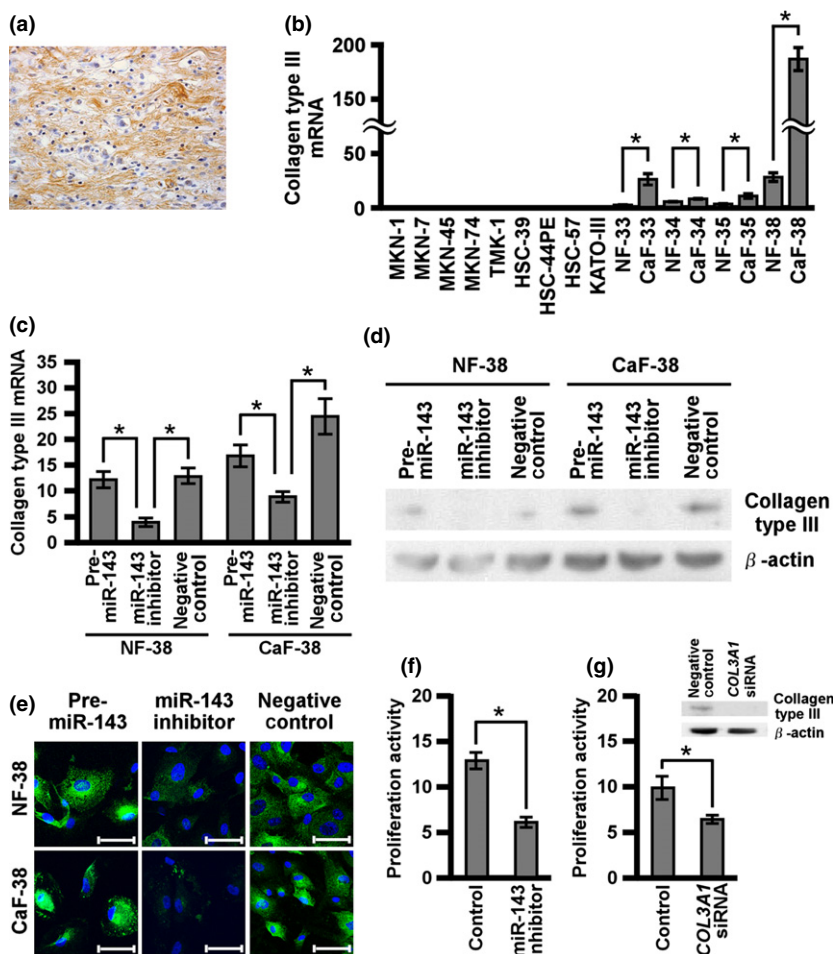 (a)
(b)
Collagen type III
mRNA
200
150
50
0
*
*
*
*
MKN-1
MKN-7
MKN-45
MKN-74
TMK-1
HSC-39
HSC-44PE
HSC-57
KATO-III
NF-33
CaF-33
NF-34
CaF-34
NF-35
CaF-35
NF-38
CaF-38
(c)
Collagen type III mRNA
35
30
25
20
15
10
5
0
*
*
*
*
Pre-
miR-143
miR-143
inhibitor
Negative
control
Pre-
miR-143
miR-143
inhibitor
Negative
control
NF-38
CaF-38
(d)
NF-38
CaF-38
Pre-
miR-143
miR-143
inhibitor
Negative
control
Pre-
miR-143
miR-143
inhibitor
Negative
control
Collagen
type III
β-actin
(e)
Pre-
miR-143
miR-143
inhibitor
Negative
control
NF-38
CaF-38
(f)
Proliferation activity
20
15
10
5
0
*
Control
miR-143
inhibitor
(g)
Negative
control
COL3A1
siRNA
Collagen
type III
β-actin
Proliferation activity
20
15
10
5
0
*
Control
COL3A1
siRNA